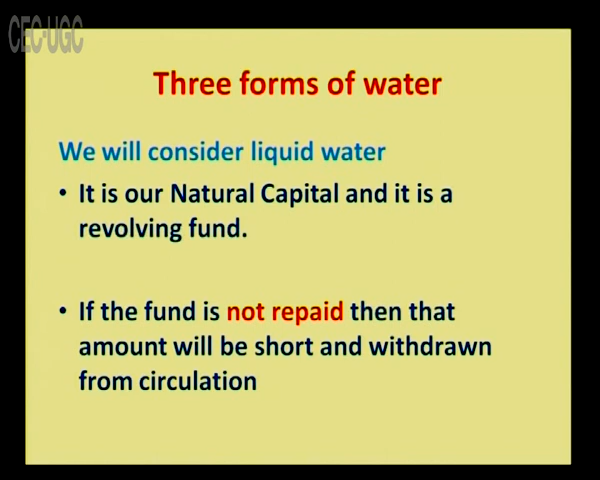 CEC-UGC
Three forms of water
We will consider liquid water
• It is our Natural Capital and it is a
revolving fund.
• If the fund is not repaid then that
amount will be short and withdrawn
from circulation